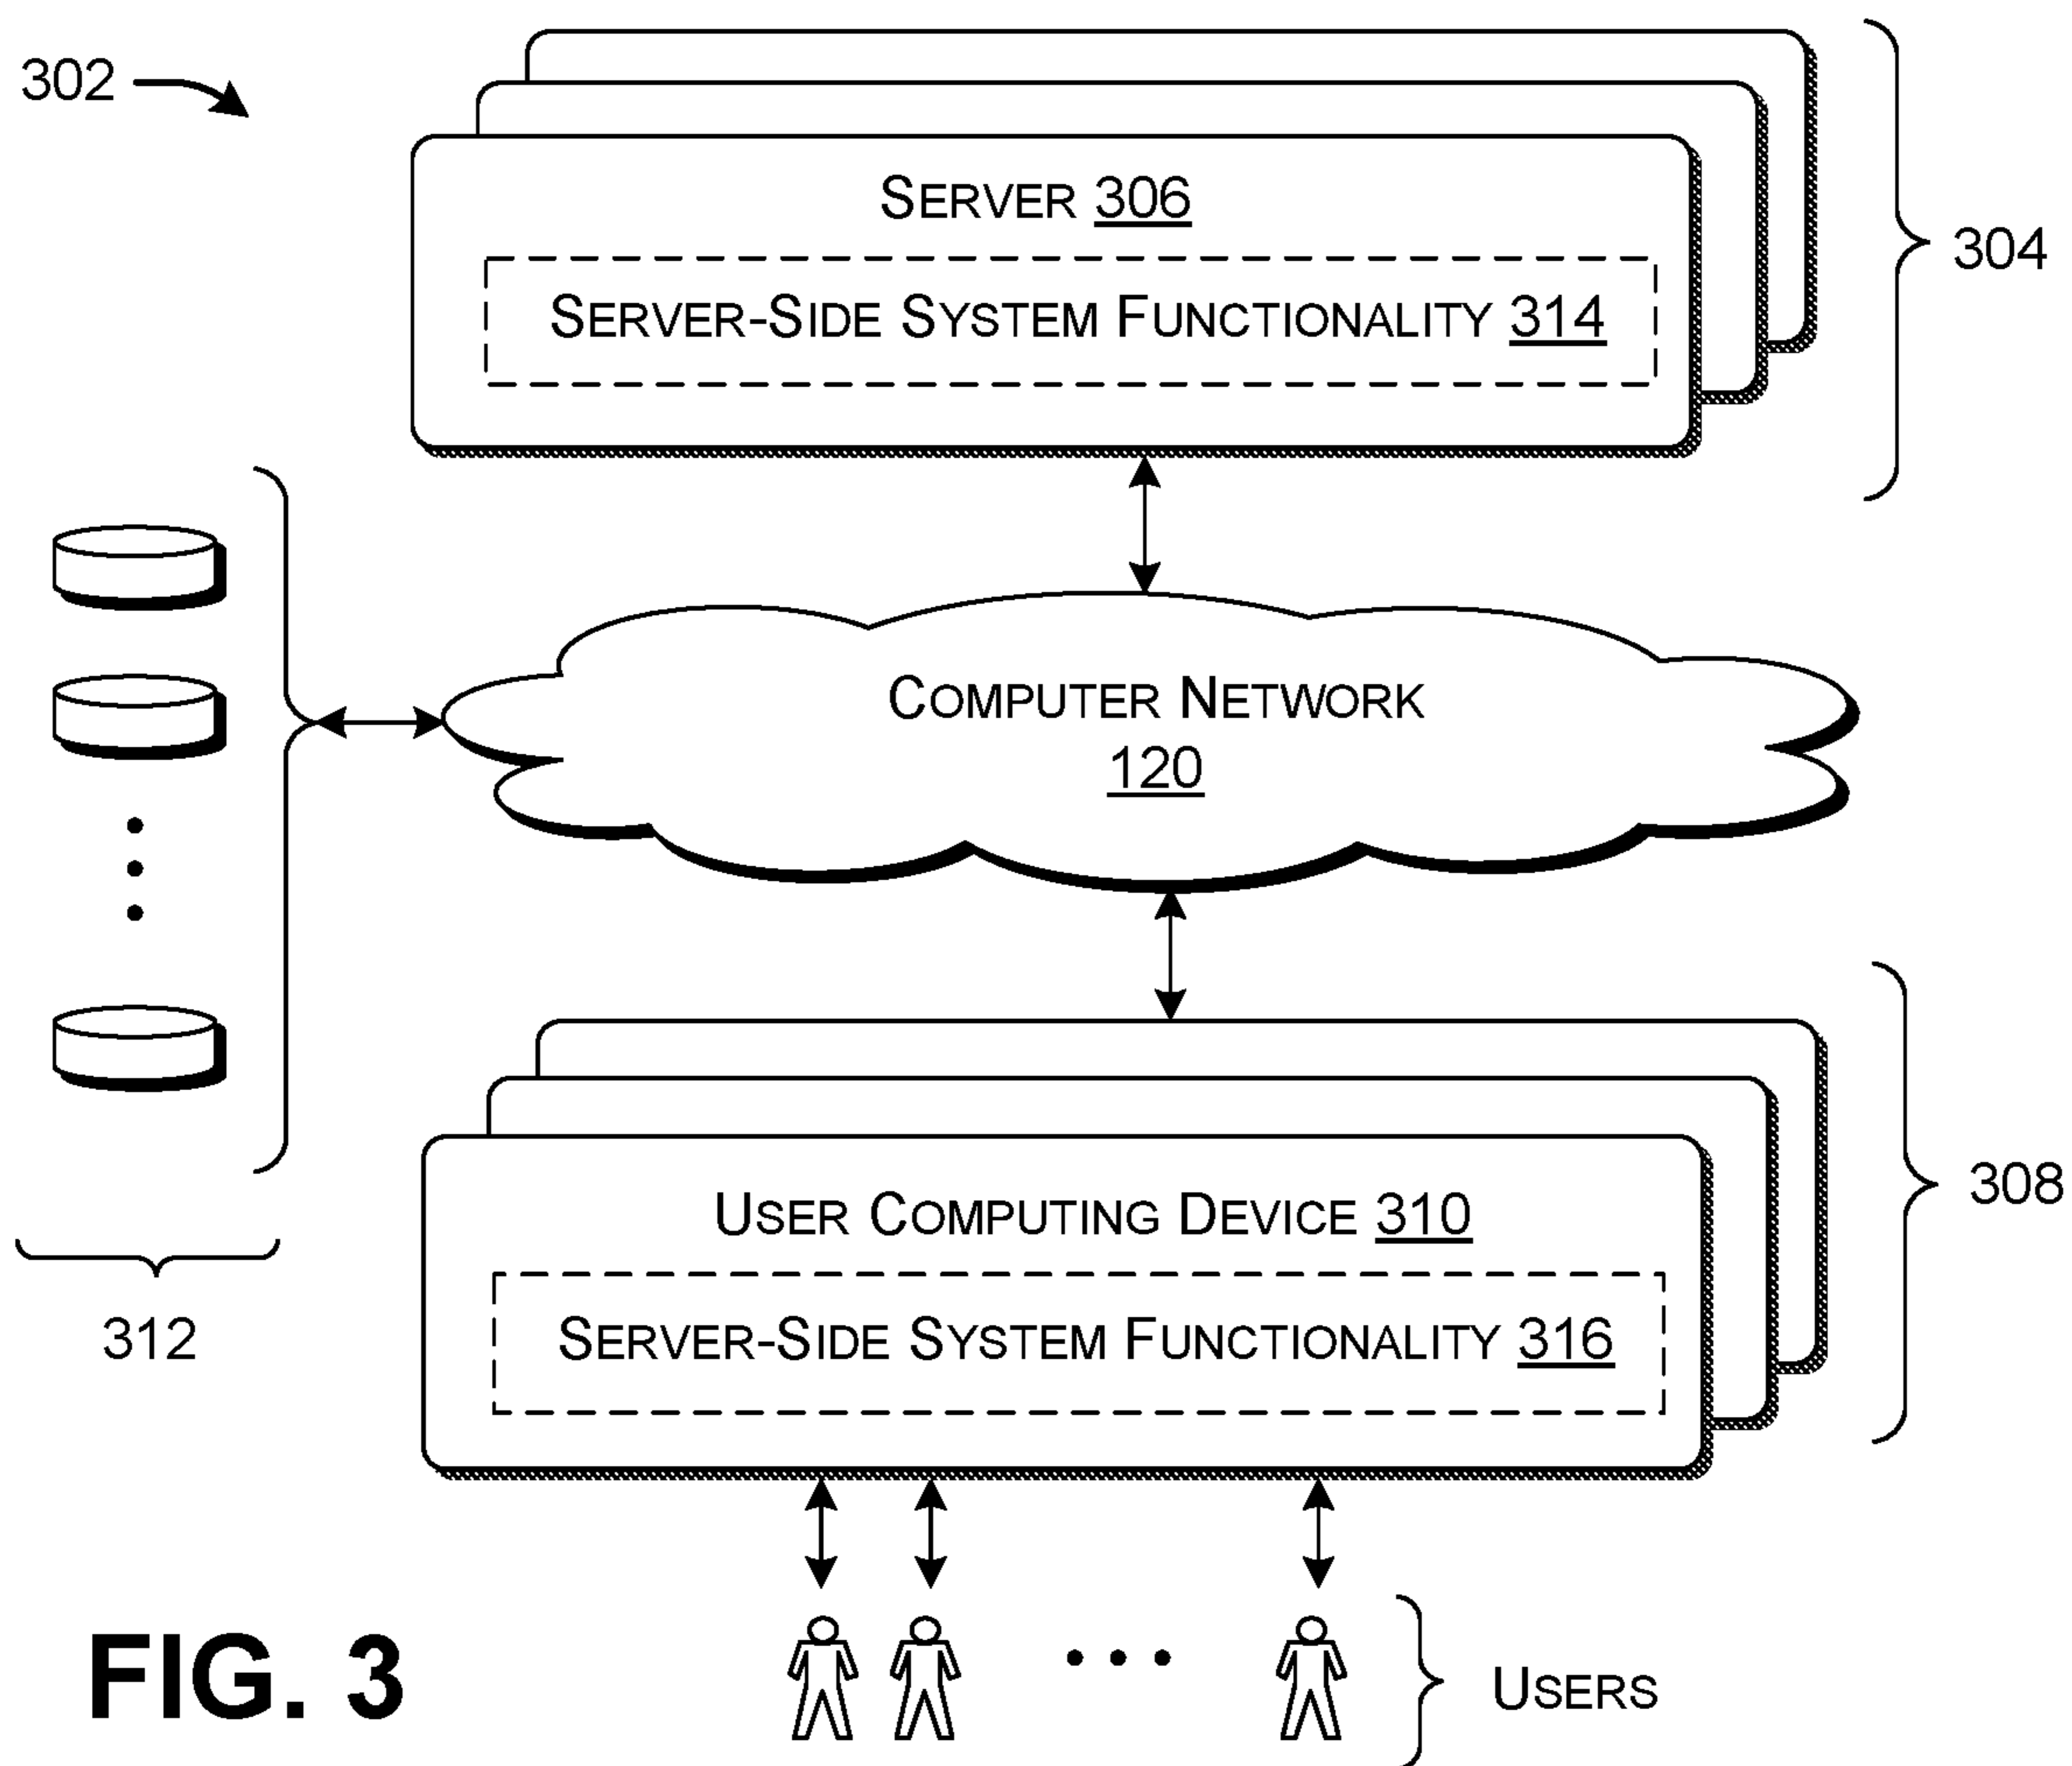 302
SERVER 306
SERVER-SIDE SYSTEM FUNCTIONALITY 314
304
COMPUTER NETWORK
120
USER COMPUTING DEVICE 310
SERVER-SIDE SYSTEM FUNCTIONALITY 316
308
312
USERS
FIG. 3